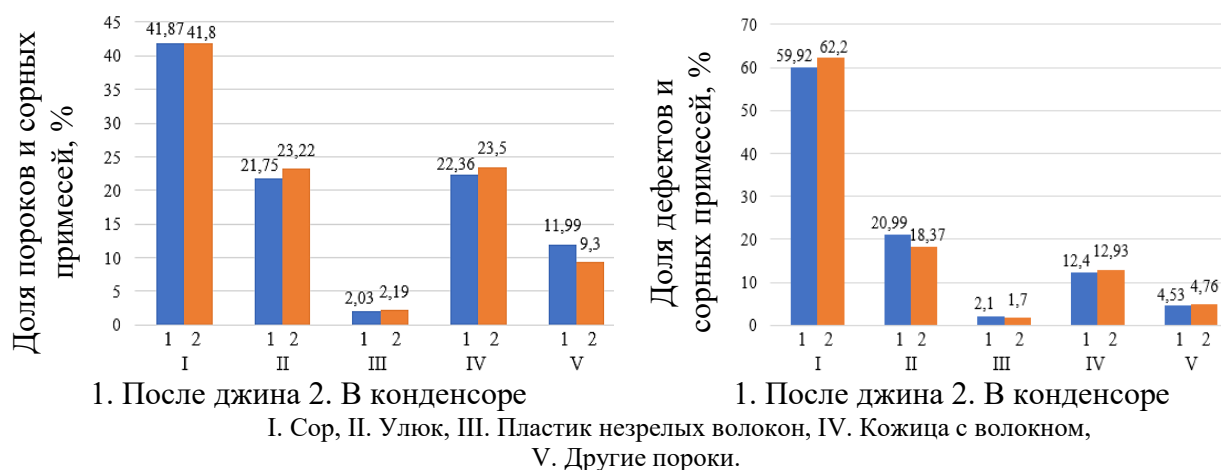 Доля пороков и сорных
примесей, %
45
40
35
30
25
20
15
10
5
0
41,87 41,8
21,75 23,22
2,03 2,19
22,36 23,5
11,99 9,3
1 2 1 2 1 2 1 2 1 2
I II III IV V
1. После джина 2. В конденсоре
Доля дефектов и
сорных примесей, %
70
60
50
40
30
20
10
0
59,92 62,2
20,99 18,37
2,1 1,7
12,4 12,93
4,53 4,76
1 2 1 2 1 2 1 2 1 2
I II III IV V
1. После джина 2. В конденсоре
I. Сор, II. Улюк, III. Пластик незрелых волокон, IV. Кожица с волокном,
V. Другие пороки.